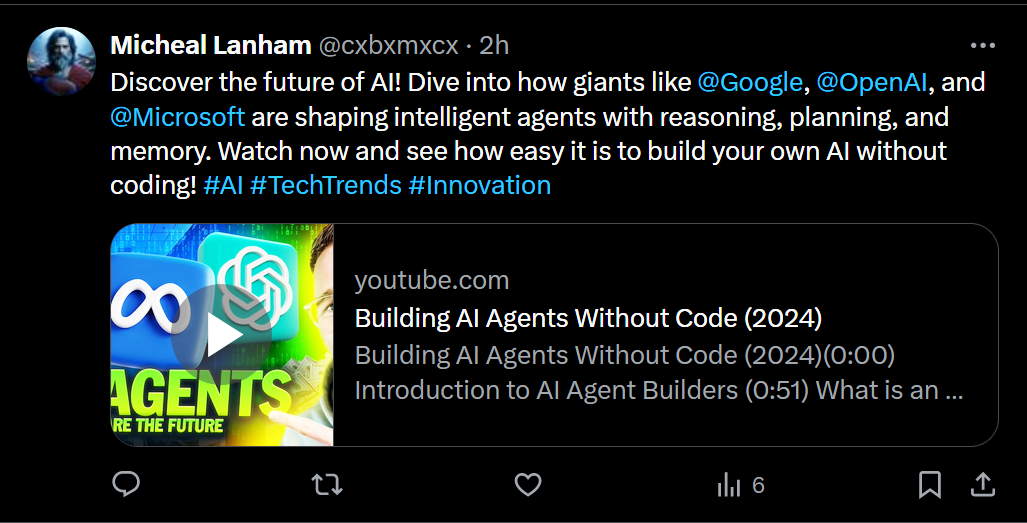 Micheal Lanham @cxbxmxcx · 2h
Discover the future of AI! Dive into how giants like @Google, @OpenAI, and
@Microsoft are shaping intelligent agents with reasoning, planning, and
memory. Watch now and see how easy it is to build your own AI without
coding! #AI #TechTrends #Innovation
AGENTS
RE THE FUTURE
youtube.com
Building AI Agents Without Code (2024)
Building AI Agents Without Code (2024)(0:00)
Introduction to AI Agent Builders (0:51) What is an ...
6